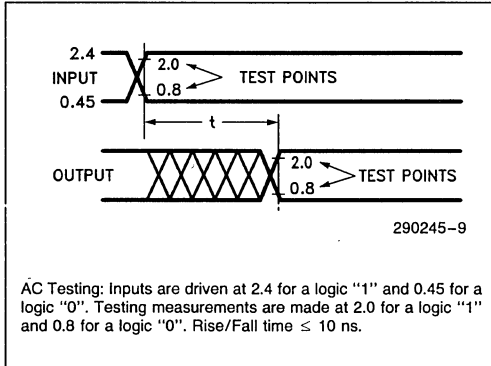 2.4
INPUT
0.45
2.0
0.8
TEST POINTS
t
OUTPUT
2.0
0.8
TEST POINTS
290245-9
AC Testing: Inputs are driven at 2.4 for a logic "1" and 0.45 for a
logic "0". Testing measurements are made at 2.0 for a logic "1"
and 0.8 for a logic "0". Rise/Fall time ≤ 10 ns.